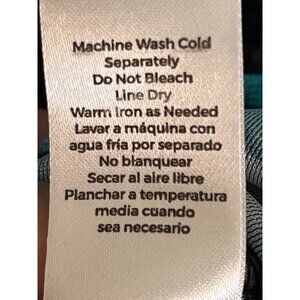 Machine Wash Cold
Separately
Do Not Bleach
Line Dry
Warm Iron as Needed
Lavar a máquina con
agua fria por separado
No blanquear
Secar al aire libre
Planchar a temperatura
media cuando
sea necesario